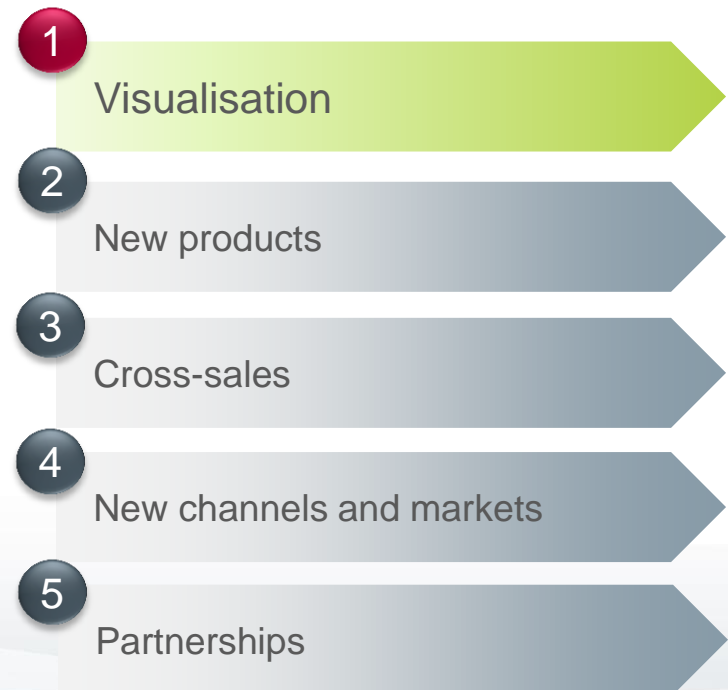 1
Visualisation
2
New products
3
Cross-sales
4
New channels and markets
5
Partnerships